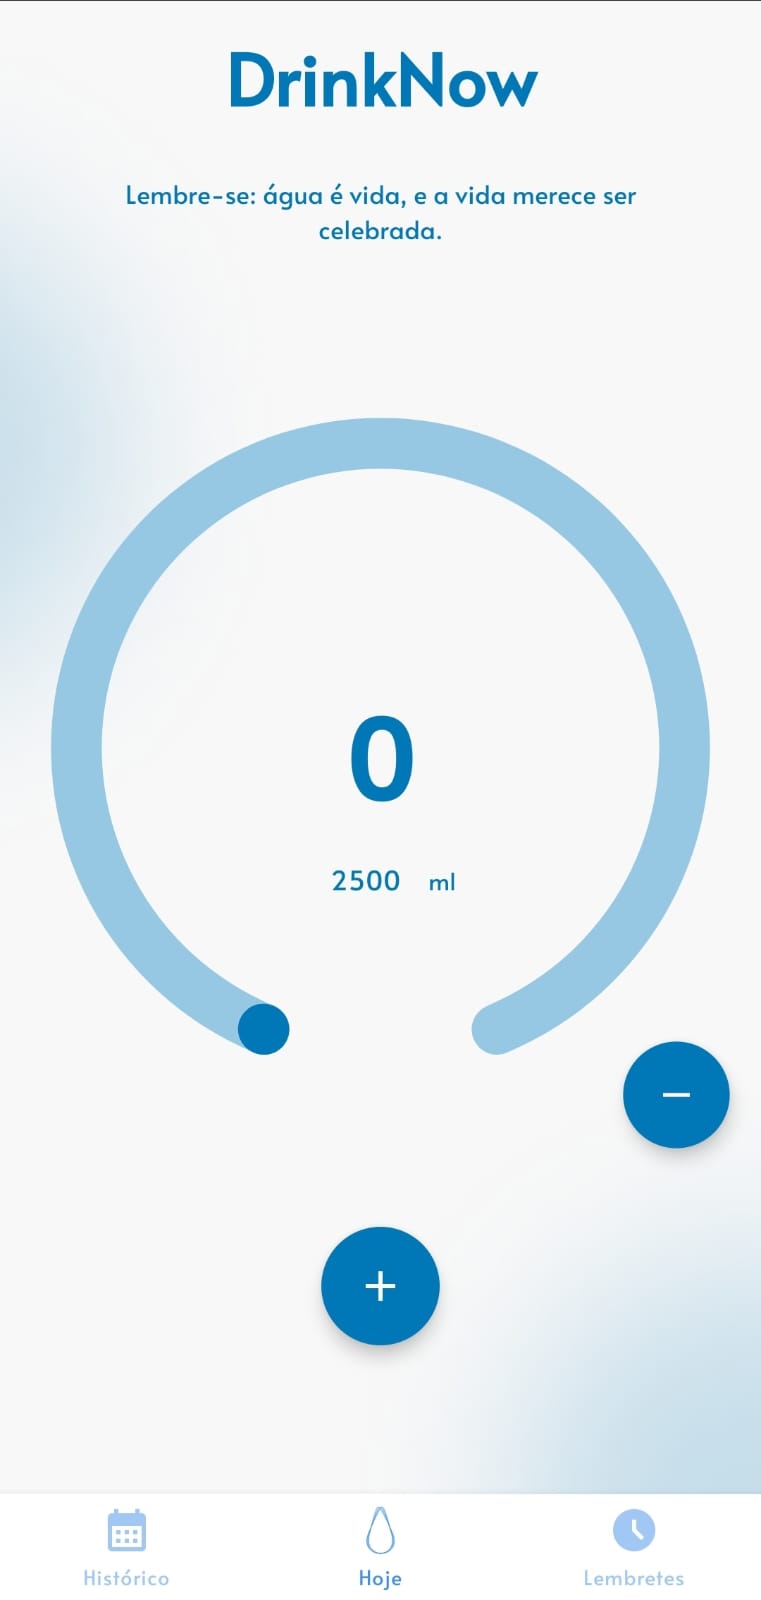 DrinkNow
Lembre-se: água é vida, e a vida merece ser
celebrada.
0
2500 ml
−
+
Histórico Hoje Lembretes